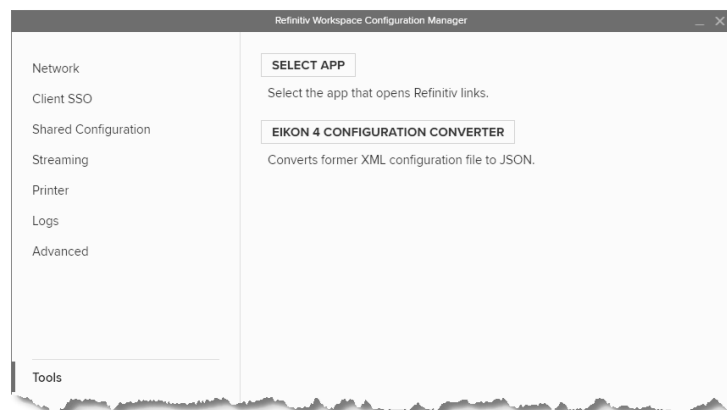 Refinitiv Workspace Configuration Manager
Network
Client SSO
Shared Configuration
Streaming
Printer
Logs
Advanced
Tools
SELECT APP
Select the app that opens Refinitiv links.
EIKON 4 CONFIGURATION CONVERTER
Converts former XML configuration file to JSON.